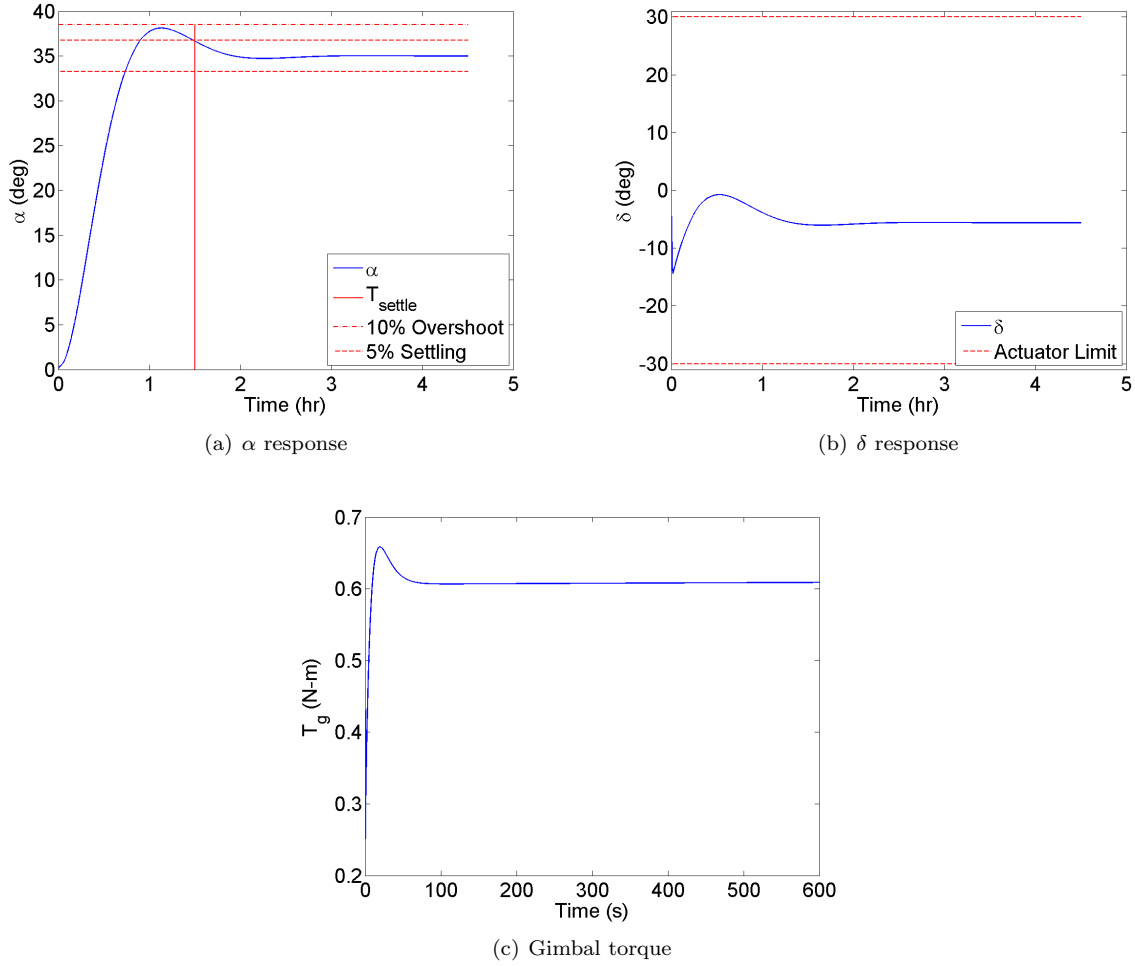 40
35
30
25
20
15
10
5
0
α (deg)
0 1 2 3 4 5
Time (hr)
α
T_settle
10% Overshoot
5% Settling
(a) α response
30
20
10
0
-10
-20
-30
δ (deg)
0 1 2 3 4 5
Time (hr)
δ
Actuator Limit
(b) δ response
0.7
0.6
0.5
0.4
0.3
0.2
T_g (N-m)
0 100 200 300 400 500 600
Time (s)
(c) Gimbal torque